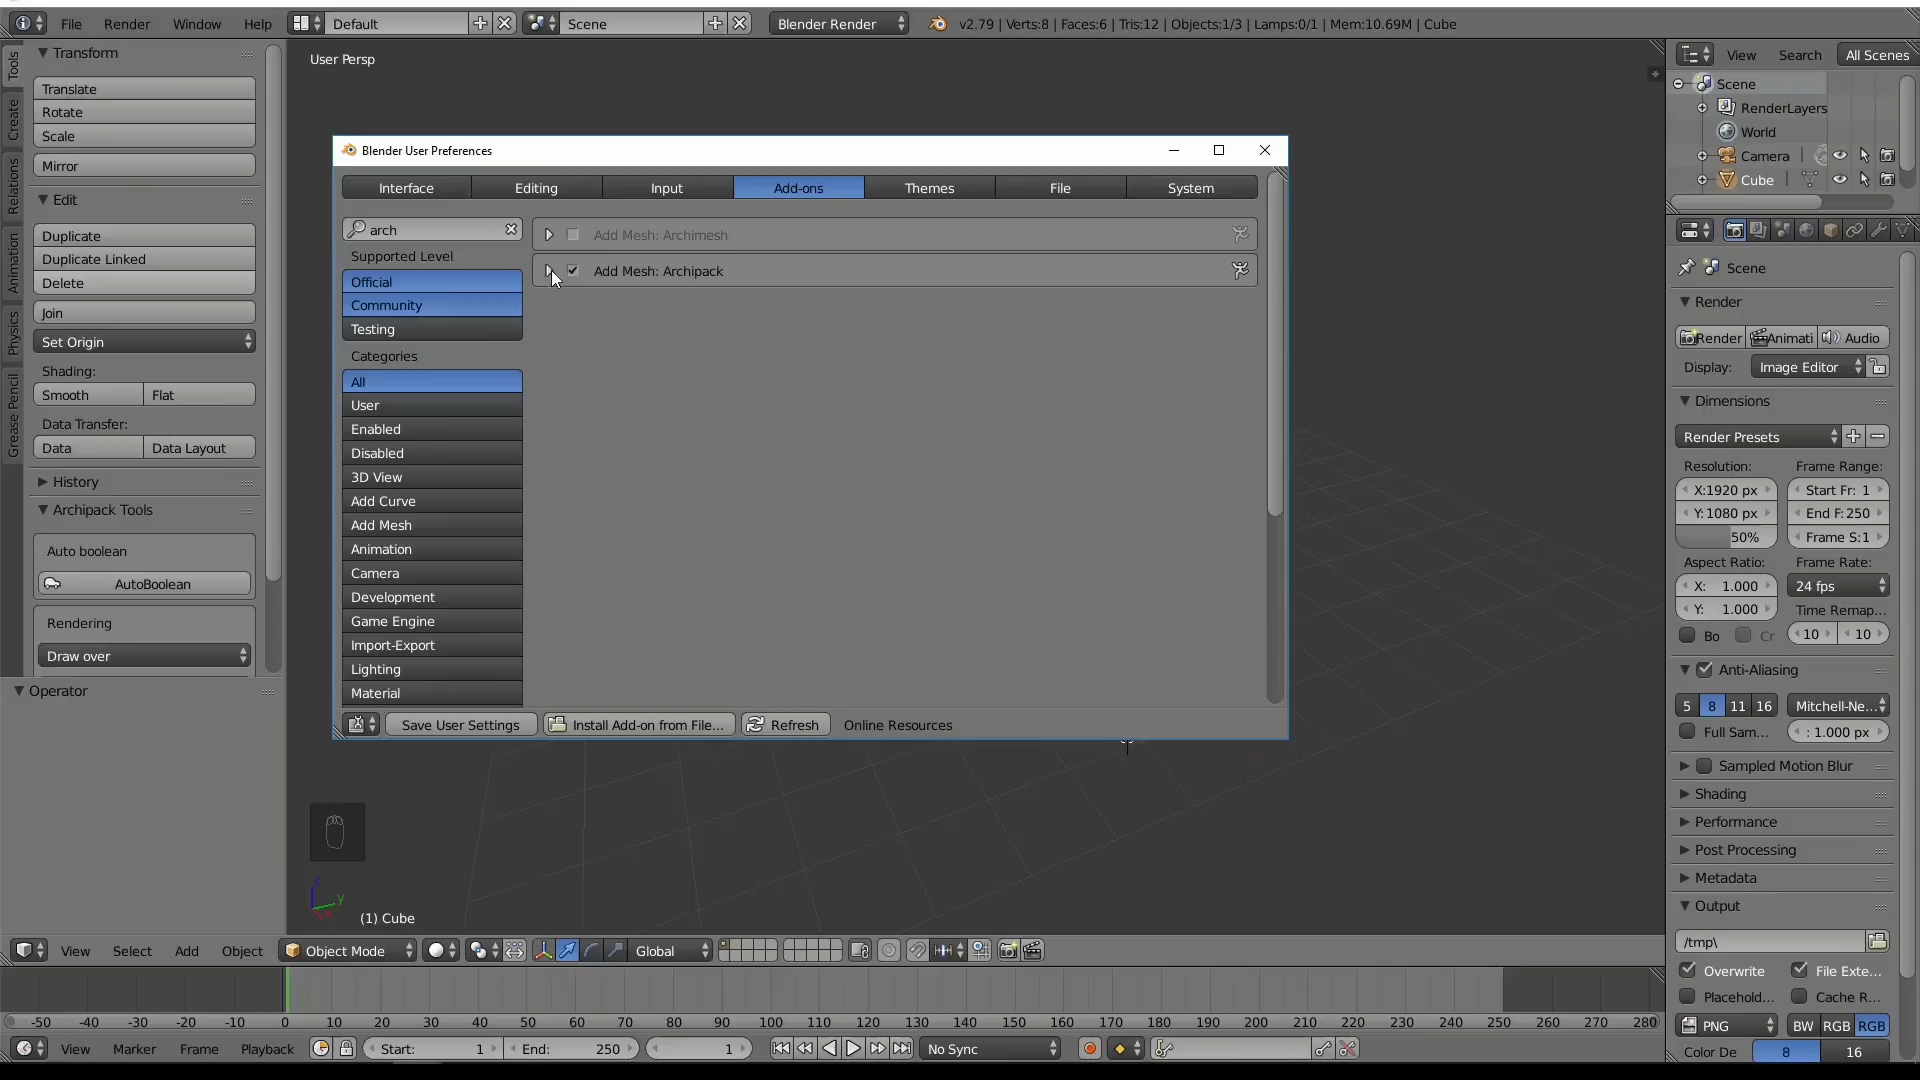 File Render Window Help Default Scene Blender Render v2.79 | Verts:8 | Faces:6 | Tris:12 | Objects:1/3 | Lamps:0/1 | Mem:10.69M | Cube
Tools
Create
Relations
Animation
Physics
Grease Pencil
Transform
Translate
Rotate
Scale
Mirror
Edit
Duplicate
Duplicate Linked
Delete
Join
Set Origin
Shading:
Smooth Flat
Data Transfer:
Data Data Layout
History
Archipack Tools
Auto boolean
AutoBoolean
Rendering
Draw over
Operator
User Persp
Blender User Preferences
Interface Editing Input Add-ons Themes File System
arch
Supported Level
Official
Community
Testing
Categories
All
User
Enabled
Disabled
3D View
Add Curve
Add Mesh
Animation
Camera
Development
Game Engine
Import-Export
Lighting
Material
Add Mesh: Archimesh
Add Mesh: Archipack
Save User Settings Install Add-on from File... Refresh Online Resources
z
y
(1) Cube
View Select Add Object Object Mode Global
-50 -40 -30 -20 -10 0 10 20 30 40 50 60 70 80 90 100 110 120 130 140 150 160 170 180 190 200 210 220 230 240 250 260 270 280
View Marker Frame Playback Start: 1 End: 250 1 No Sync
View Search All Scenes
Scene
RenderLayers
World
Camera
Cube
Scene
Render
Render Animati Audio
Display: Image Editor
Dimensions
Render Presets
Resolution: Frame Range:
X:1920 px Start Fr: 1
Y:1080 px End F:250
50% Frame S:1
Aspect Ratio: Frame Rate:
X: 1.000 24 fps
Y: 1.000 Time Remap...
Bo Cr 10 10
Anti-Aliasing
5 8 11 16 Mitchell-Ne...
Full Sam... : 1.000 px
Sampled Motion Blur
Shading
Performance
Post Processing
Metadata
Output
/tmp\
Overwrite File Exte...
Placehold... Cache R...
PNG BW RGB RGB
Color De 8 16